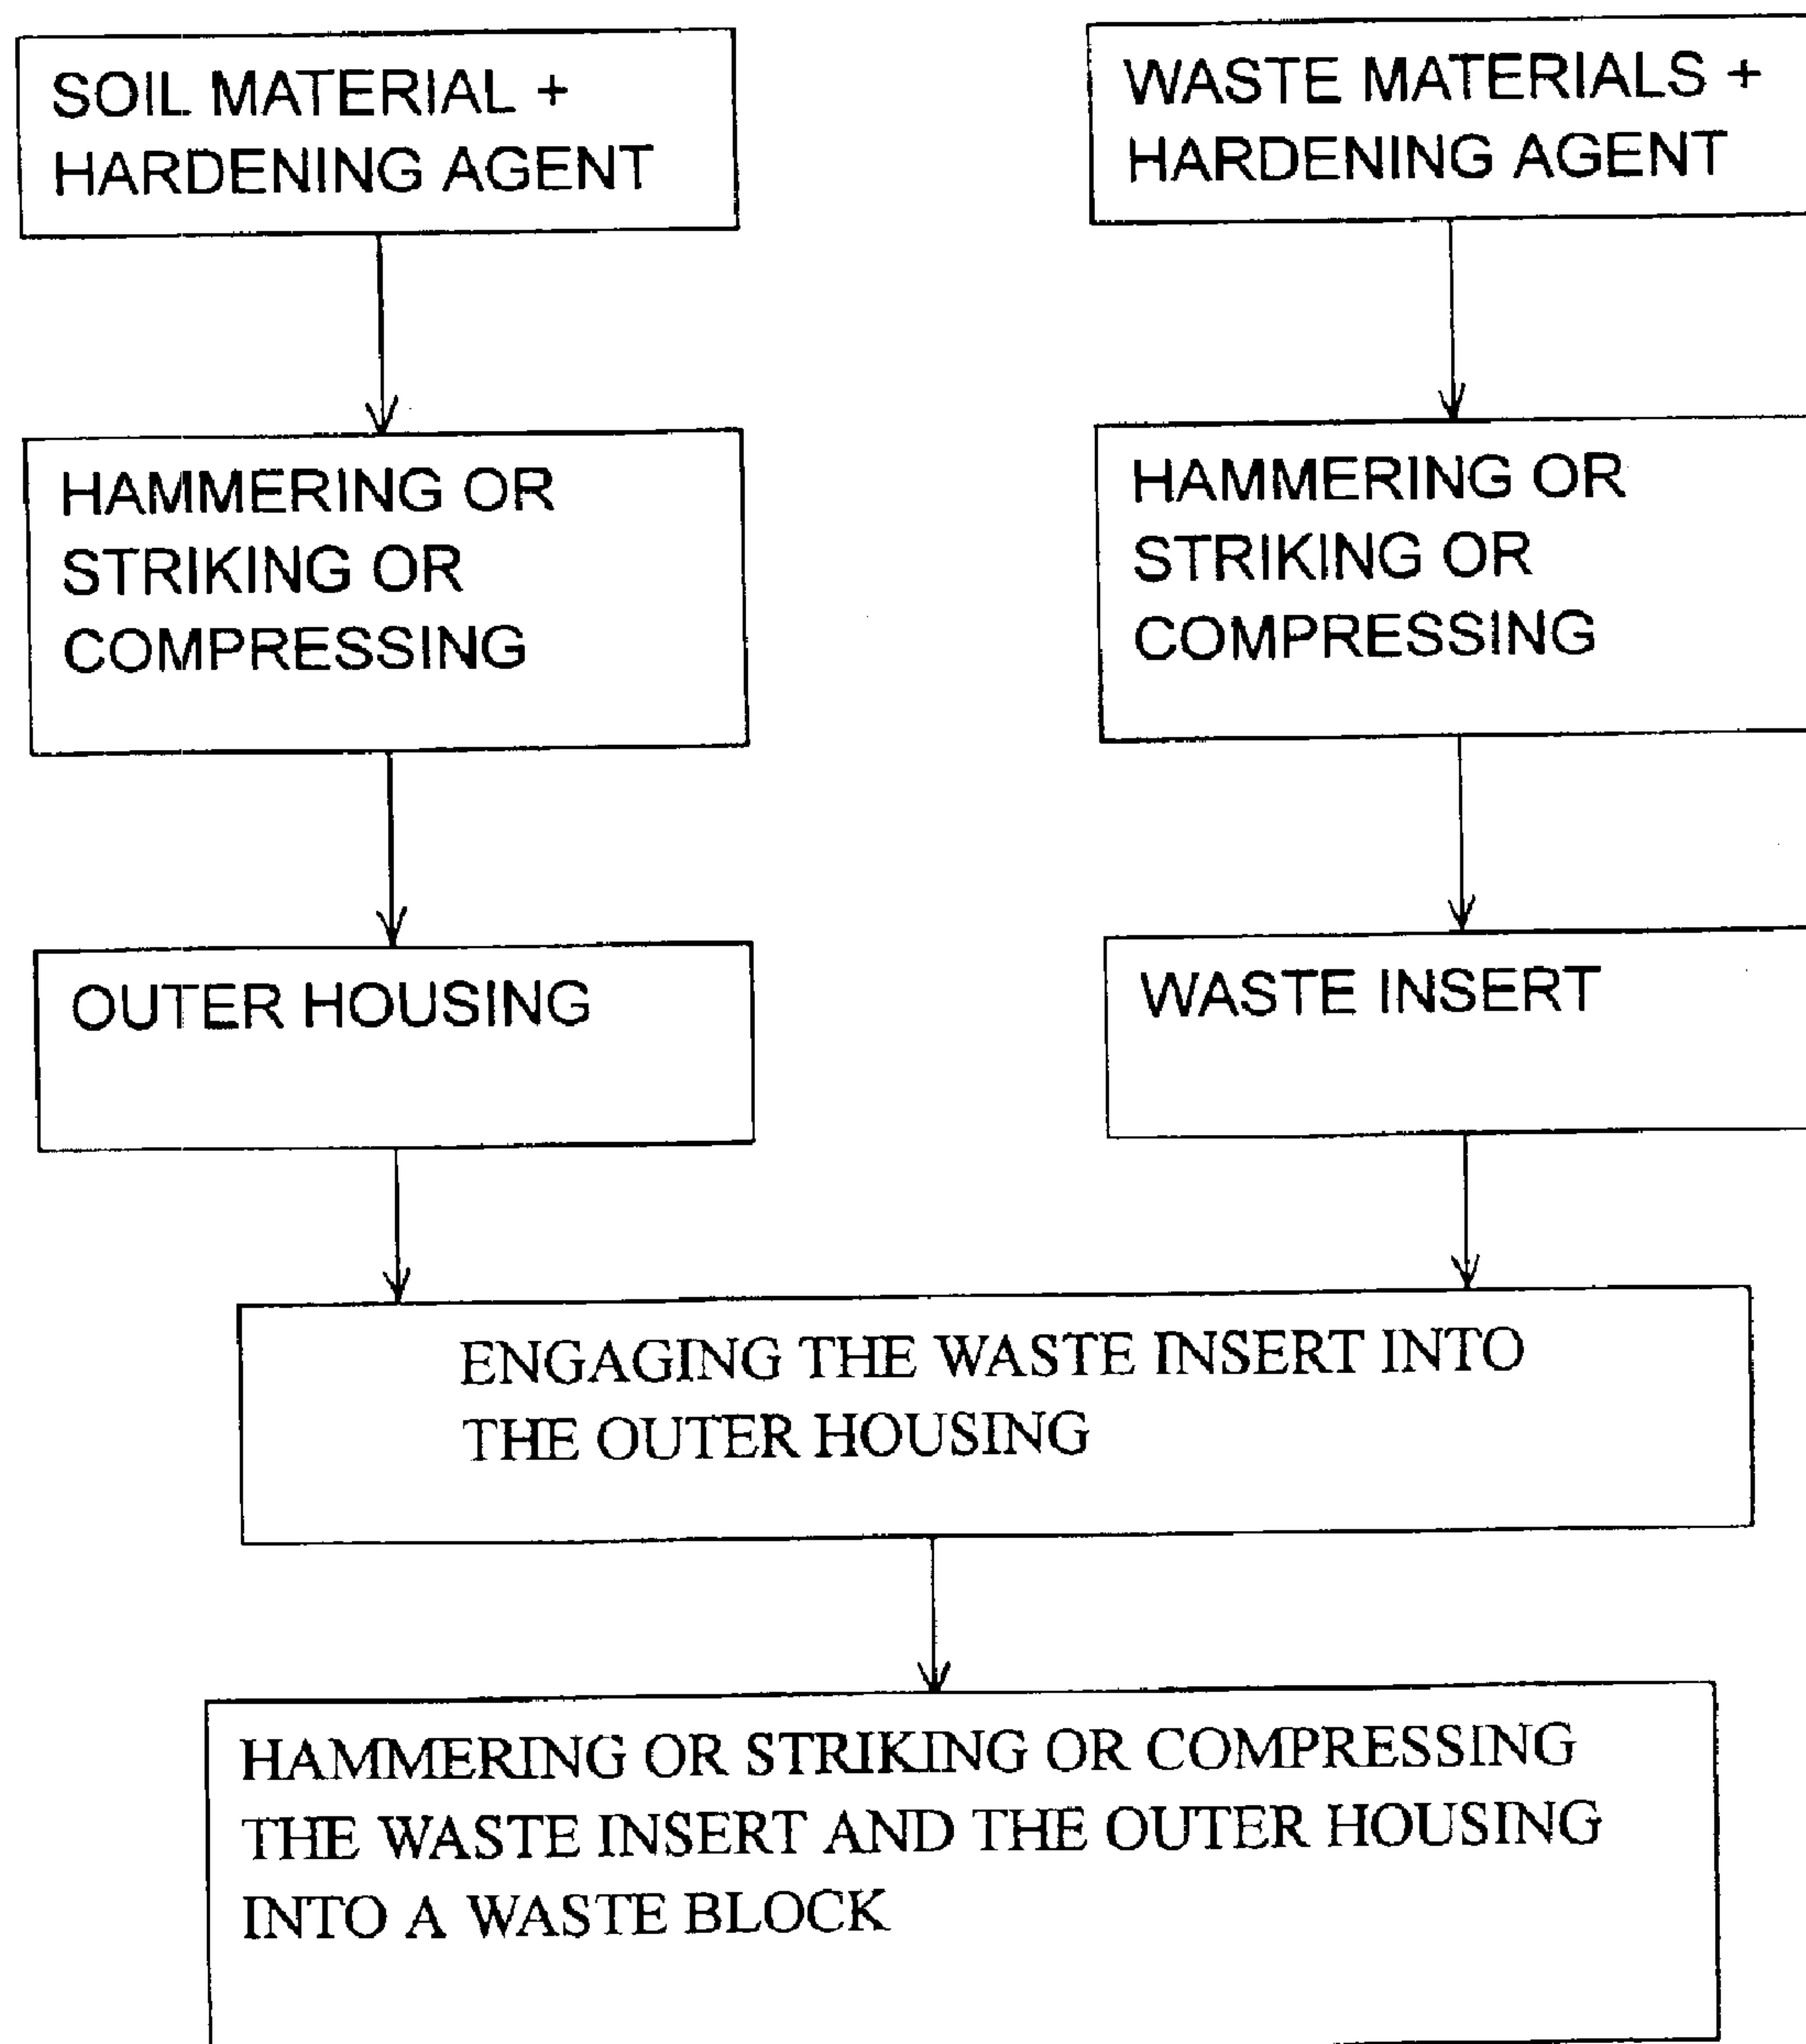 SOIL MATERIAL +
HARDENING AGENT
WASTE MATERIALS +
HARDENING AGENT
HAMMERING OR
STRIKING OR
COMPRESSING
HAMMERING OR
STRIKING OR
COMPRESSING
OUTER HOUSING
WASTE INSERT
ENGAGING THE WASTE INSERT INTO
THE OUTER HOUSING
HAMMERING OR STRIKING OR COMPRESSING
THE WASTE INSERT AND THE OUTER HOUSING
INTO A WASTE BLOCK